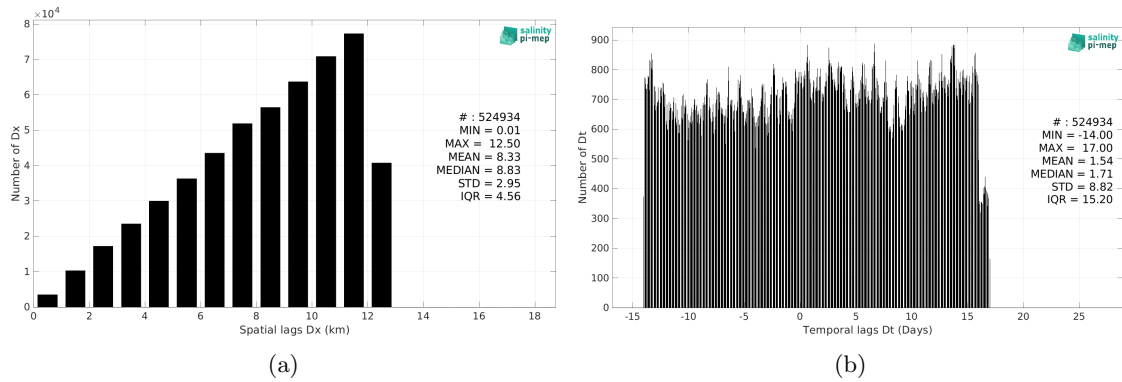 ×10⁴
8
7
6
5
4
3
2
1
0
Number of Dx
salinity
pi-mep
# : 524934
MIN = 0.01
MAX = 12.50
MEAN = 8.33
MEDIAN = 8.83
STD = 2.95
IQR = 4.56
0 2 4 6 8 10 12 14 16 18
Spatial lags Dx (km)
(a)
900
800
700
600
500
400
300
200
100
0
Number of Dt
salinity
pi-mep
# : 524934
MIN = -14.00
MAX = 17.00
MEAN = 1.54
MEDIAN = 1.71
STD = 8.82
IQR = 15.20
-15 -10 -5 0 5 10 15 20 25
Temporal lags Dt (Days)
(b)